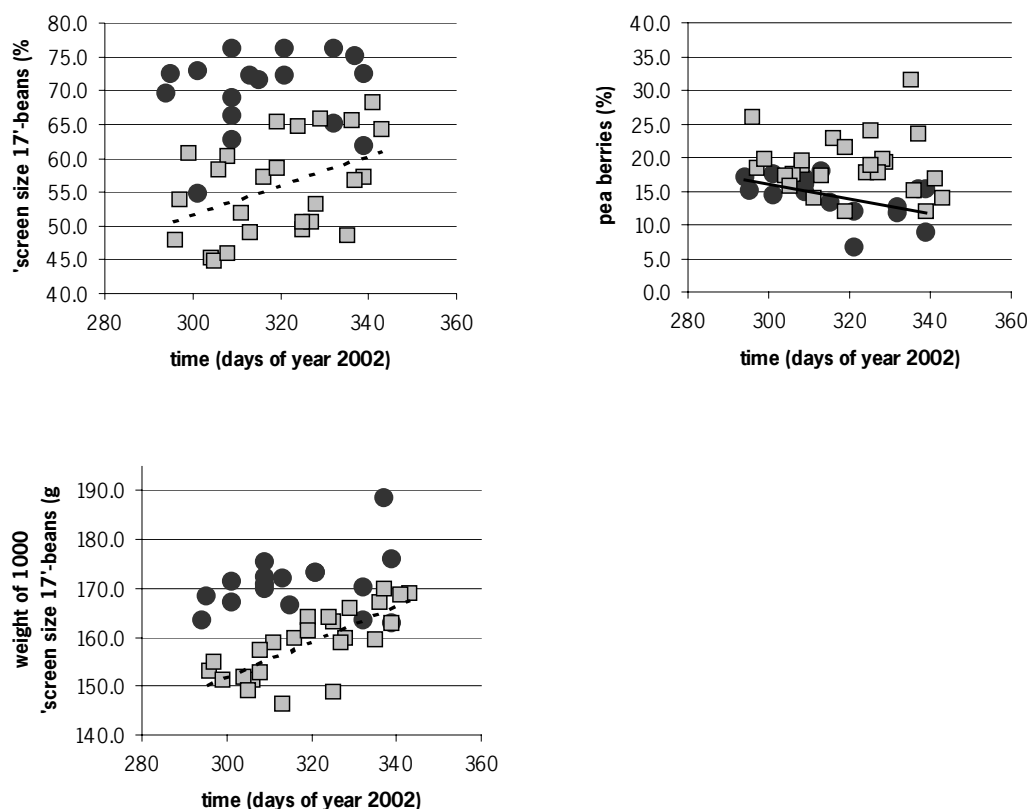 80.0
75.0
70.0
65.0
60.0
55.0
50.0
45.0
40.0
280 300 320 340 360
time (days of year 2002)
'screen size 17'-beans (%
40.0
35.0
30.0
25.0
20.0
15.0
10.0
5.0
0.0
280 300 320 340 360
time (days of year 2002)
pea berries (%)
190.0
180.0
170.0
160.0
150.0
140.0
280 300 320 340 360
time (days of year 2002)
weight of 1000
'screen size 17'-beans (g